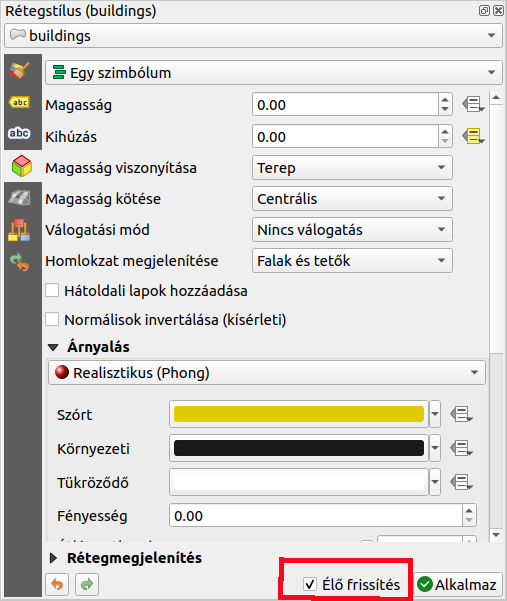 Rétegstílus (buildings)
buildings
Egy szimbólum
abc
abc
Magasság 0.00
Kihúzás 0.00
Magasság viszonyítása Terep
Magasság kötése Centrális
Válogatási mód Nincs válogatás
Homlokzat megjelenítése Falak és tetők
Hátoldali lapok hozzáadása
Normálisok invertálása (kísérleti)
Árnyalás
Realisztikus (Phong)
Szórt
Környezeti
Tükröződő
Fényesség 0.00
Rétegmegjelenítés
Élő frissítés Alkalmaz